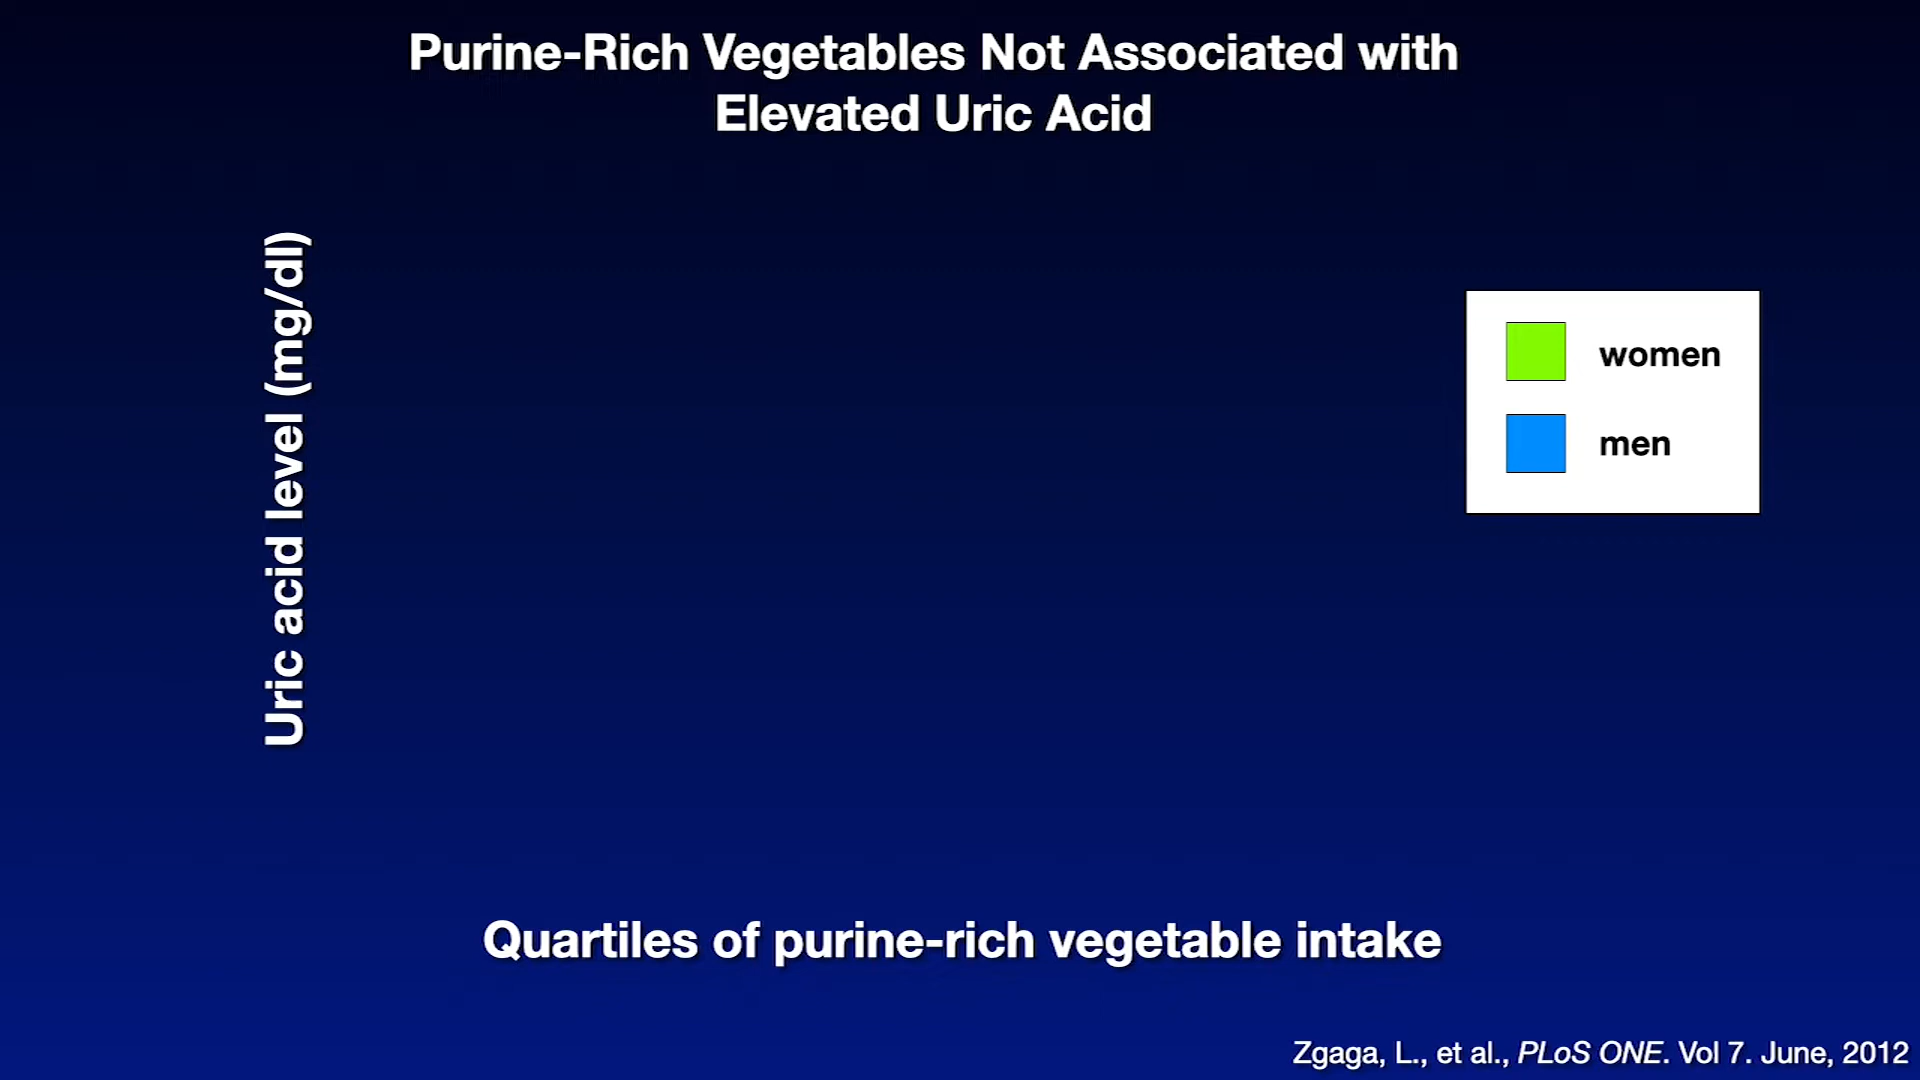 Purine-Rich Vegetables Not Associated with
Elevated Uric Acid
Uric acid level (mg/dl)
women
men
Quartiles of purine-rich vegetable intake
Zgaga, L., et al., PLoS ONE. Vol 7. June, 2012